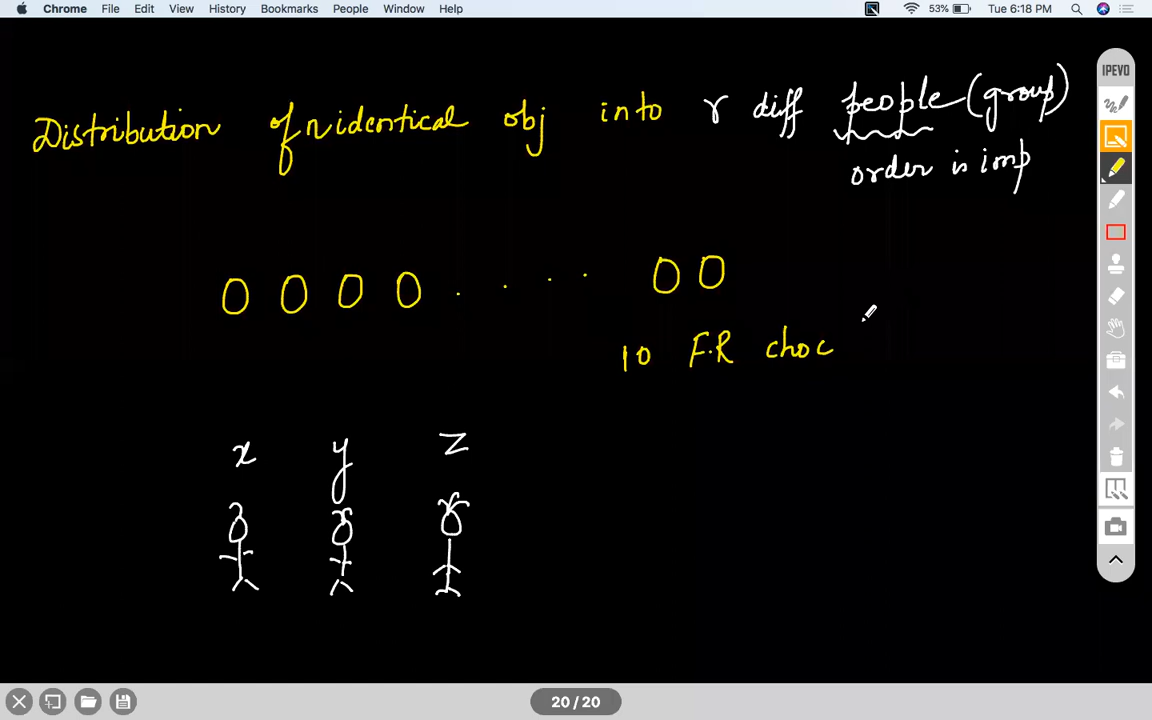 Chrome File Edit View History Bookmarks People Window Help 53% Tue 6:18 PM
IPEVO
Distribution of n identical obj into r diff people (group)
order is imp
0 0 0 0 . . . . 0 0
10 F.R choc
x y z
20 / 20